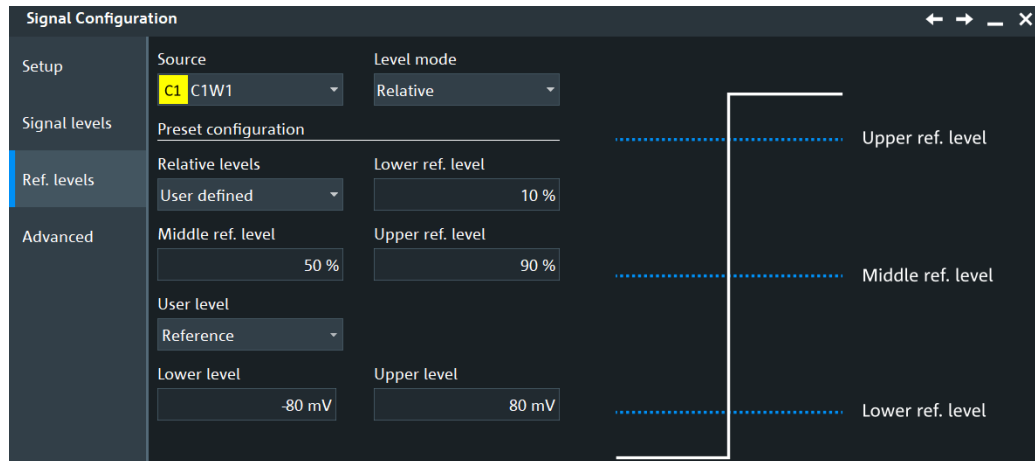 Signal Configuration
Setup
Signal levels
Ref. levels
Advanced
Source
Level mode
C1 C1W1
Relative
Preset configuration
Relative levels
Lower ref. level
User defined
10 %
Middle ref. level
Upper ref. level
50 %
90 %
User level
Reference
Lower level
Upper level
-80 mV
80 mV
Upper ref. level
Middle ref. level
Lower ref. level